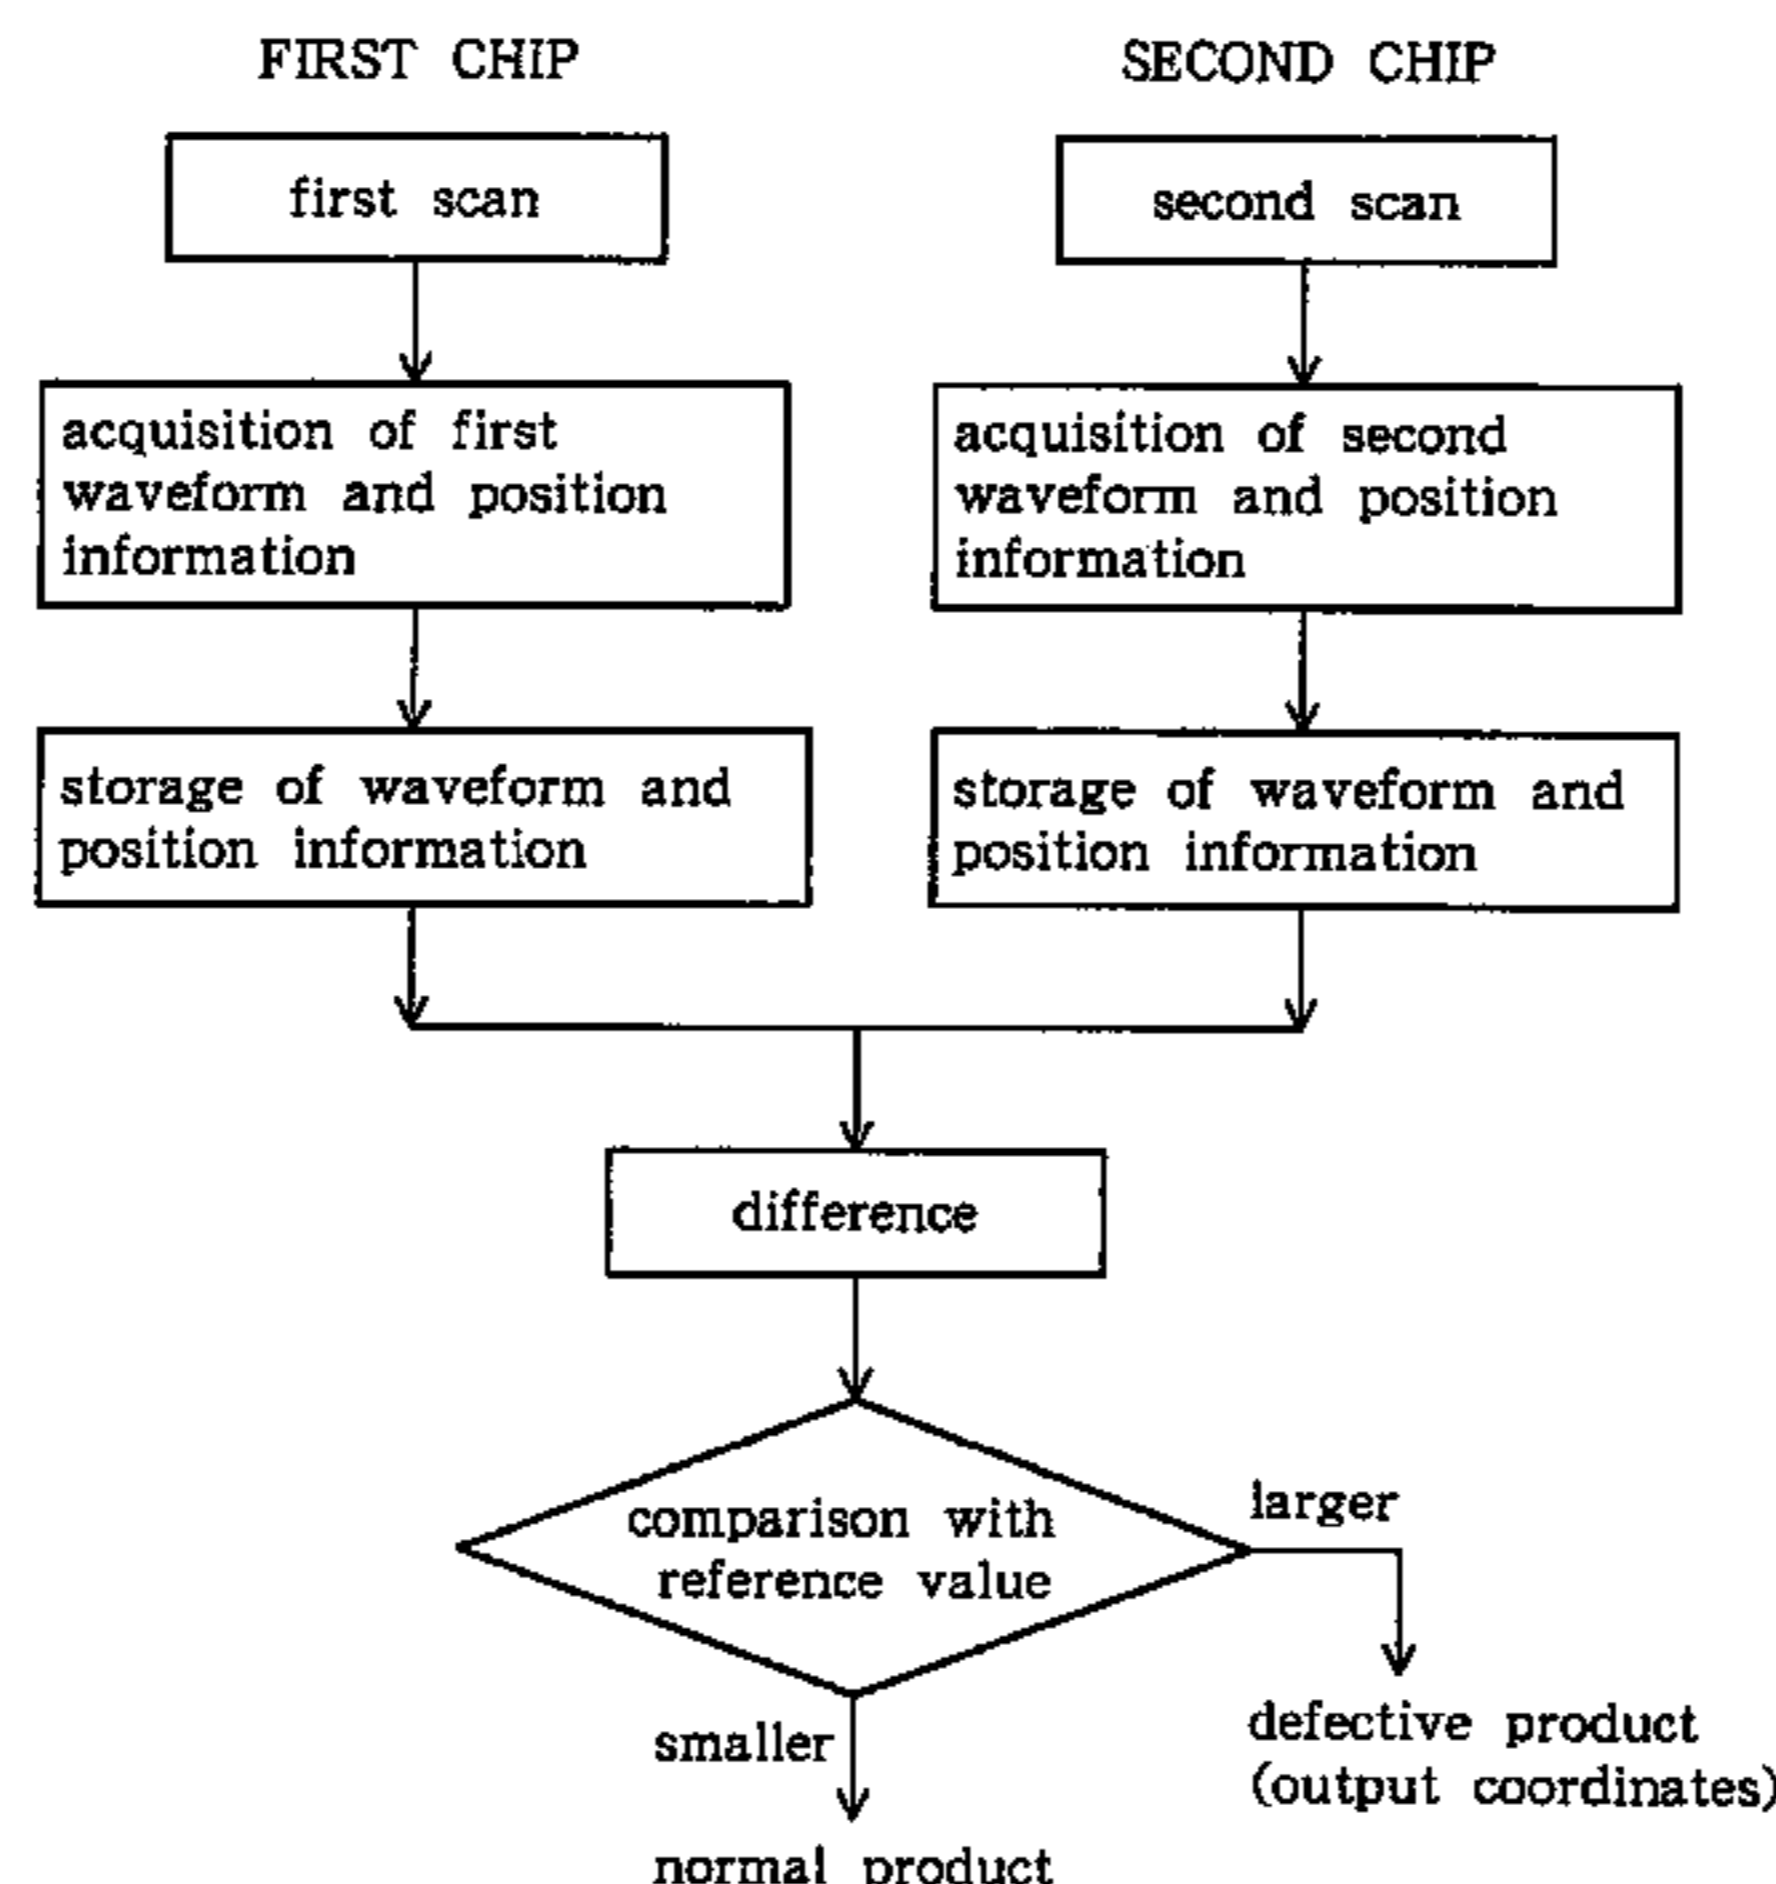 FIRST CHIP
SECOND CHIP
first scan
second scan
acquisition of first
waveform and position
information
acquisition of second
waveform and position
information
storage of waveform and
position information
storage of waveform and
position information
difference
comparison with
reference value
larger
smaller
defective product
(output coordinates)
normal product